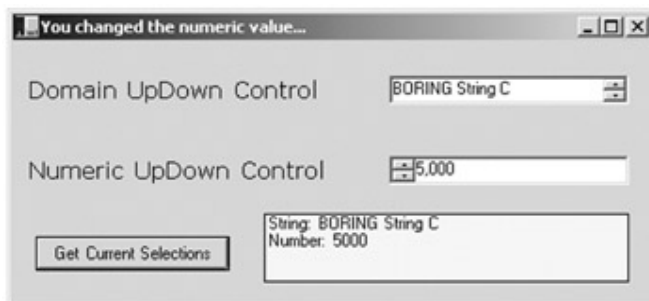 You changed the numeric value...
Domain UpDown Control
BORING String C
Numeric UpDown Control
5,000
Get Current Selections
String: BORING String C
Number: 5000